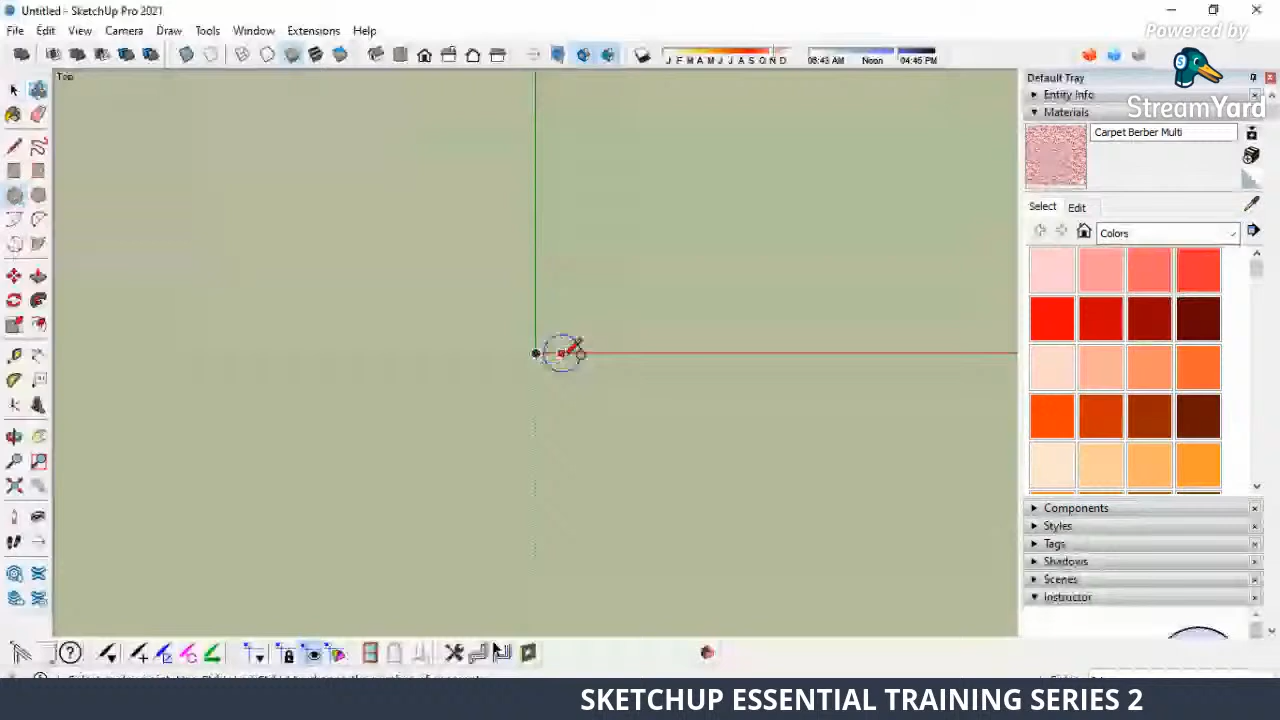 Untitled - SketchUp Pro 2021
File Edit View Camera Draw Tools Window Extensions Help
Powered by
StreamYard
J F M A M J J A S O N D
06:43 AM Noon 04:45 PM
Top
Default Tray
Entity Info
Materials
Carpet Berber Multi
Select Edit
Colors
Components
Styles
Tags
Shadows
Scenes
Instructor
SKETCHUP ESSENTIAL TRAINING SERIES 2